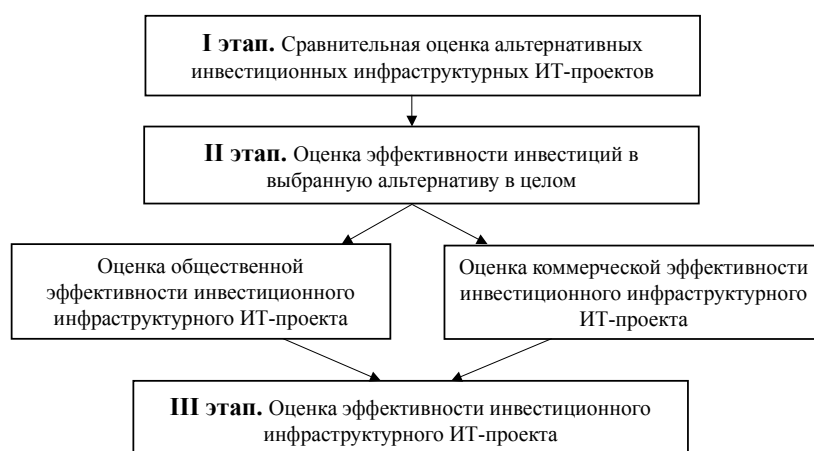 I этап. Сравнительная оценка альтернативных
инвестиционных инфраструктурных ИТ-проектов
II этап. Оценка эффективности инвестиций в
выбранную альтернативу в целом
Оценка общественной
эффективности инвестиционного
инфраструктурного ИТ-проекта
Оценка коммерческой эффективности
инвестиционного инфраструктурного
ИТ-проекта
III этап. Оценка эффективности инвестиционного
инфраструктурного ИТ-проекта